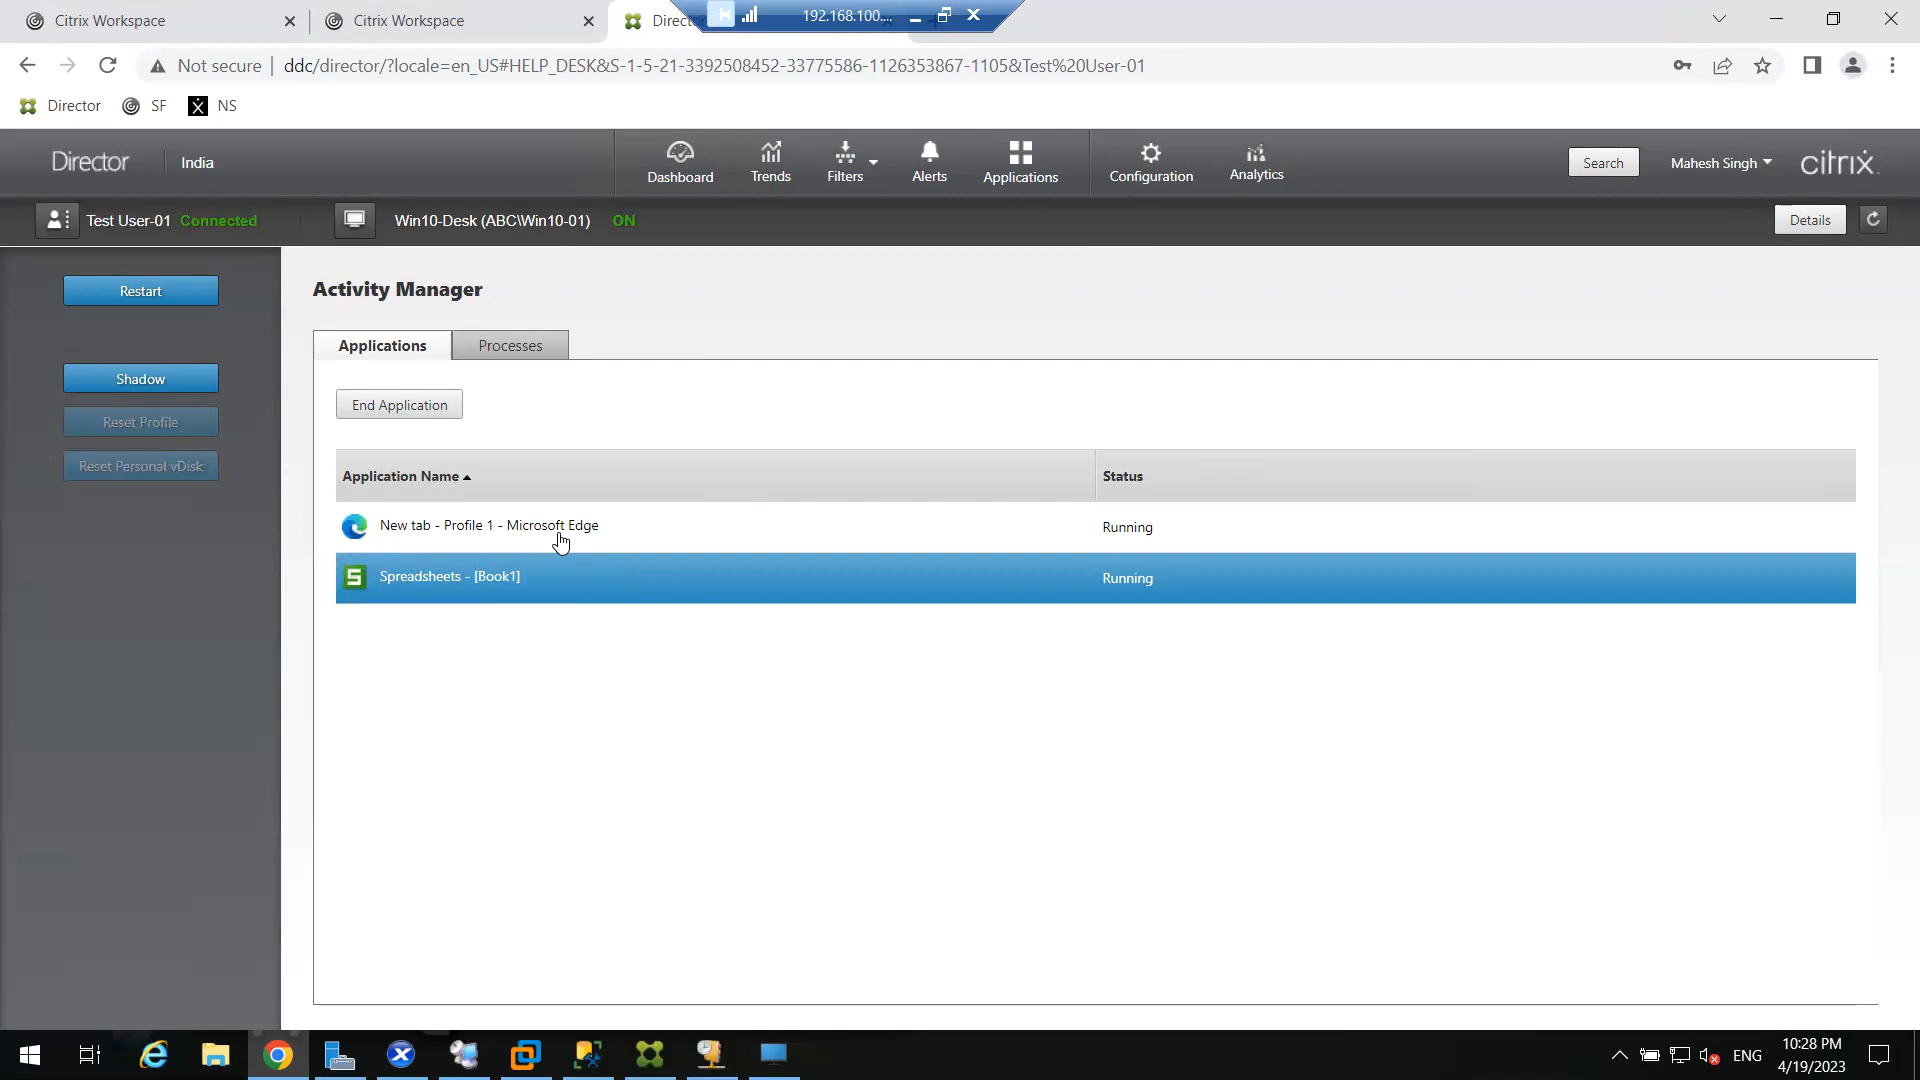 Citrix Workspace
Citrix Workspace
192.168.100....
Not secure
ddc/director/?locale=en_US#HELP_DESK&S-1-5-21-3392508452-33775586-1126353867-1105&Test%20User-01
Director
SF
NS
Director
India
Dashboard
Trends
Filters
Alerts
Applications
Configuration
Analytics
Search
Mahesh Singh
citrix
Test User-01 Connected
Win10-Desk (ABC\Win10-01) ON
Details
Restart
Shadow
Reset Profile
Reset Personal vDisk
Activity Manager
Applications
Processes
End Application
Application Name
Status
New tab - Profile 1 - Microsoft Edge
Running
Spreadsheets - [Book1]
Running
ENG
10:28 PM
4/19/2023